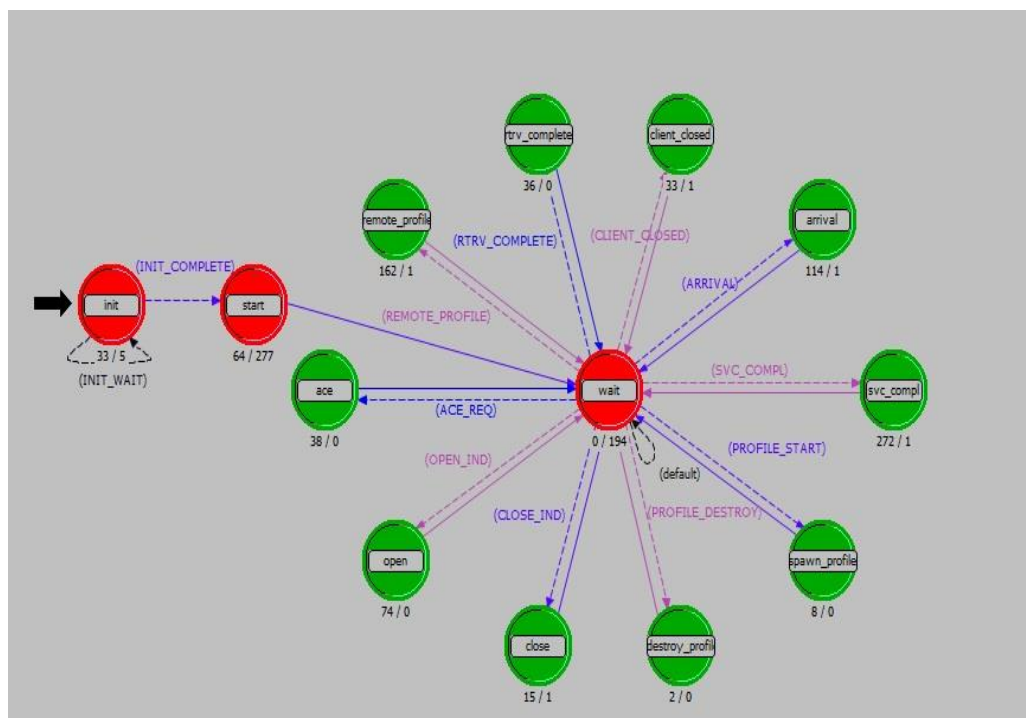 rtrv_complete
36 / 0
client_closed
33 / 1
remote_profile
162 / 1
(RTRV_COMPLETE)
(CLIENT_CLOSED)
arrival
114 / 1
(ARRIVAL)
(INIT_COMPLETE)
init
33 / 5
(INIT_WAIT)
start
64 / 277
(REMOTE_PROFILE)
ace
38 / 0
(ACE_REQ)
wait
0 / 194
(default)
(SVC_COMPL)
svc_compl
272 / 1
(OPEN_IND)
(PROFILE_START)
(CLOSE_IND)
(PROFILE_DESTROY)
open
74 / 0
spawn_profile
8 / 0
close
15 / 1
destroy_profil
2 / 0